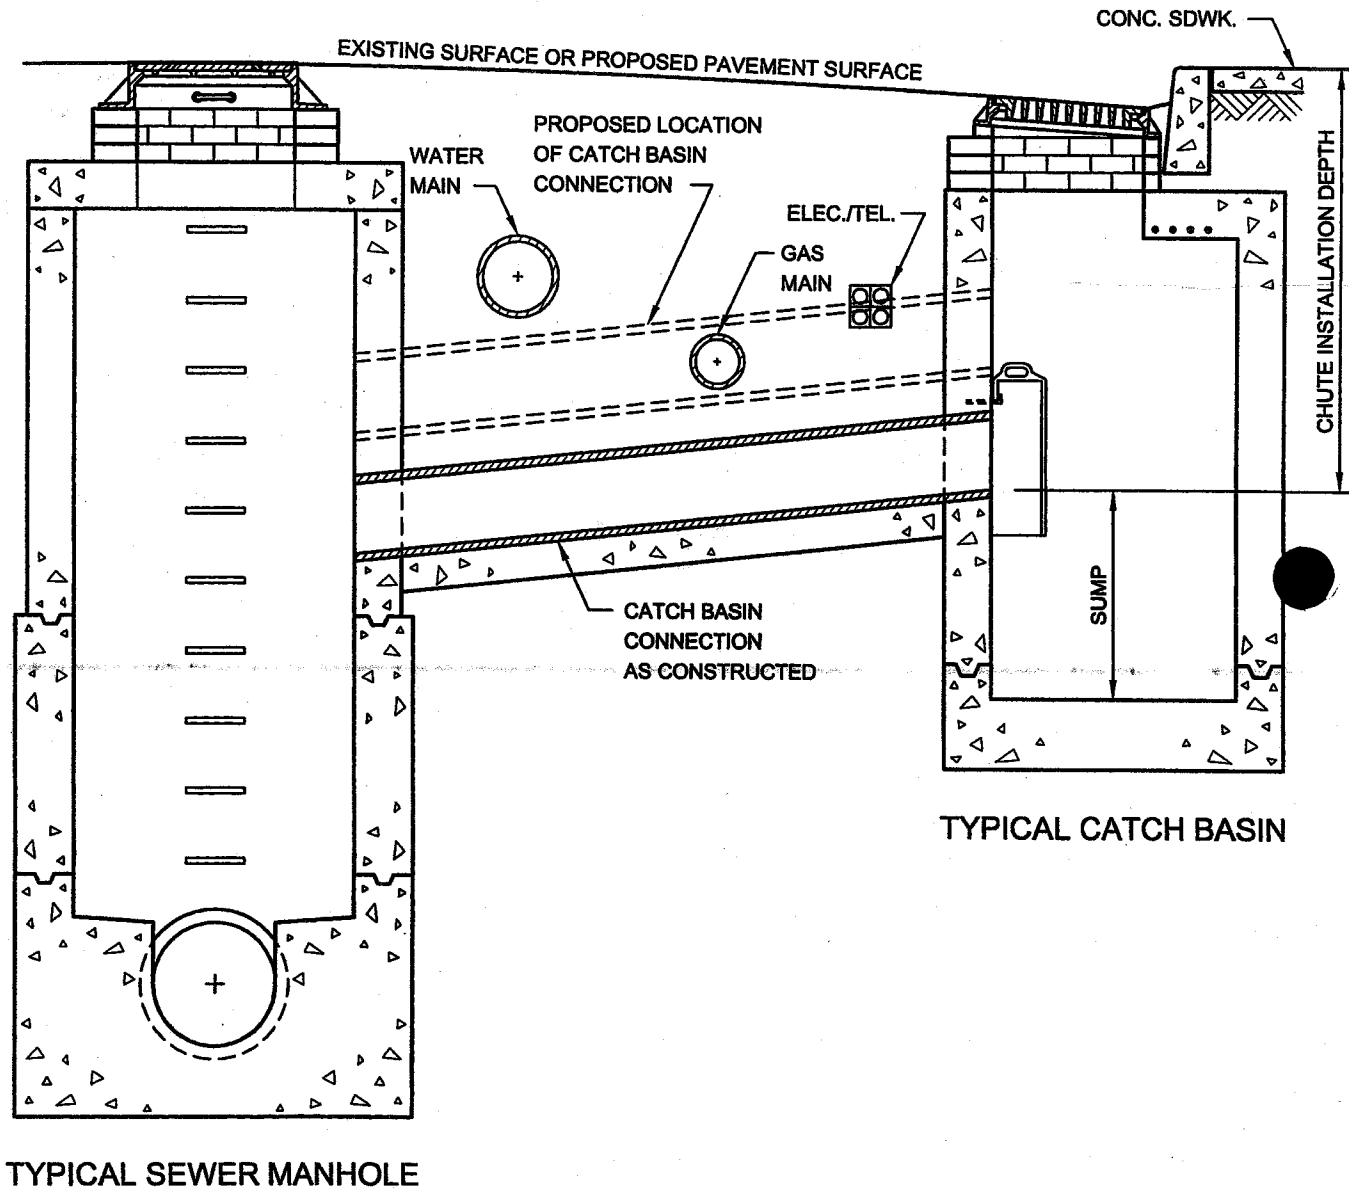 CONC. SDWK.
EXISTING SURFACE OR PROPOSED PAVEMENT SURFACE
PROPOSED LOCATION
OF CATCH BASIN
CONNECTION
WATER
MAIN
ELEC./TEL.
GAS
MAIN
CHUTE INSTALLATION DEPTH
SUMP
CATCH BASIN
CONNECTION
AS CONSTRUCTED
TYPICAL CATCH BASIN
TYPICAL SEWER MANHOLE